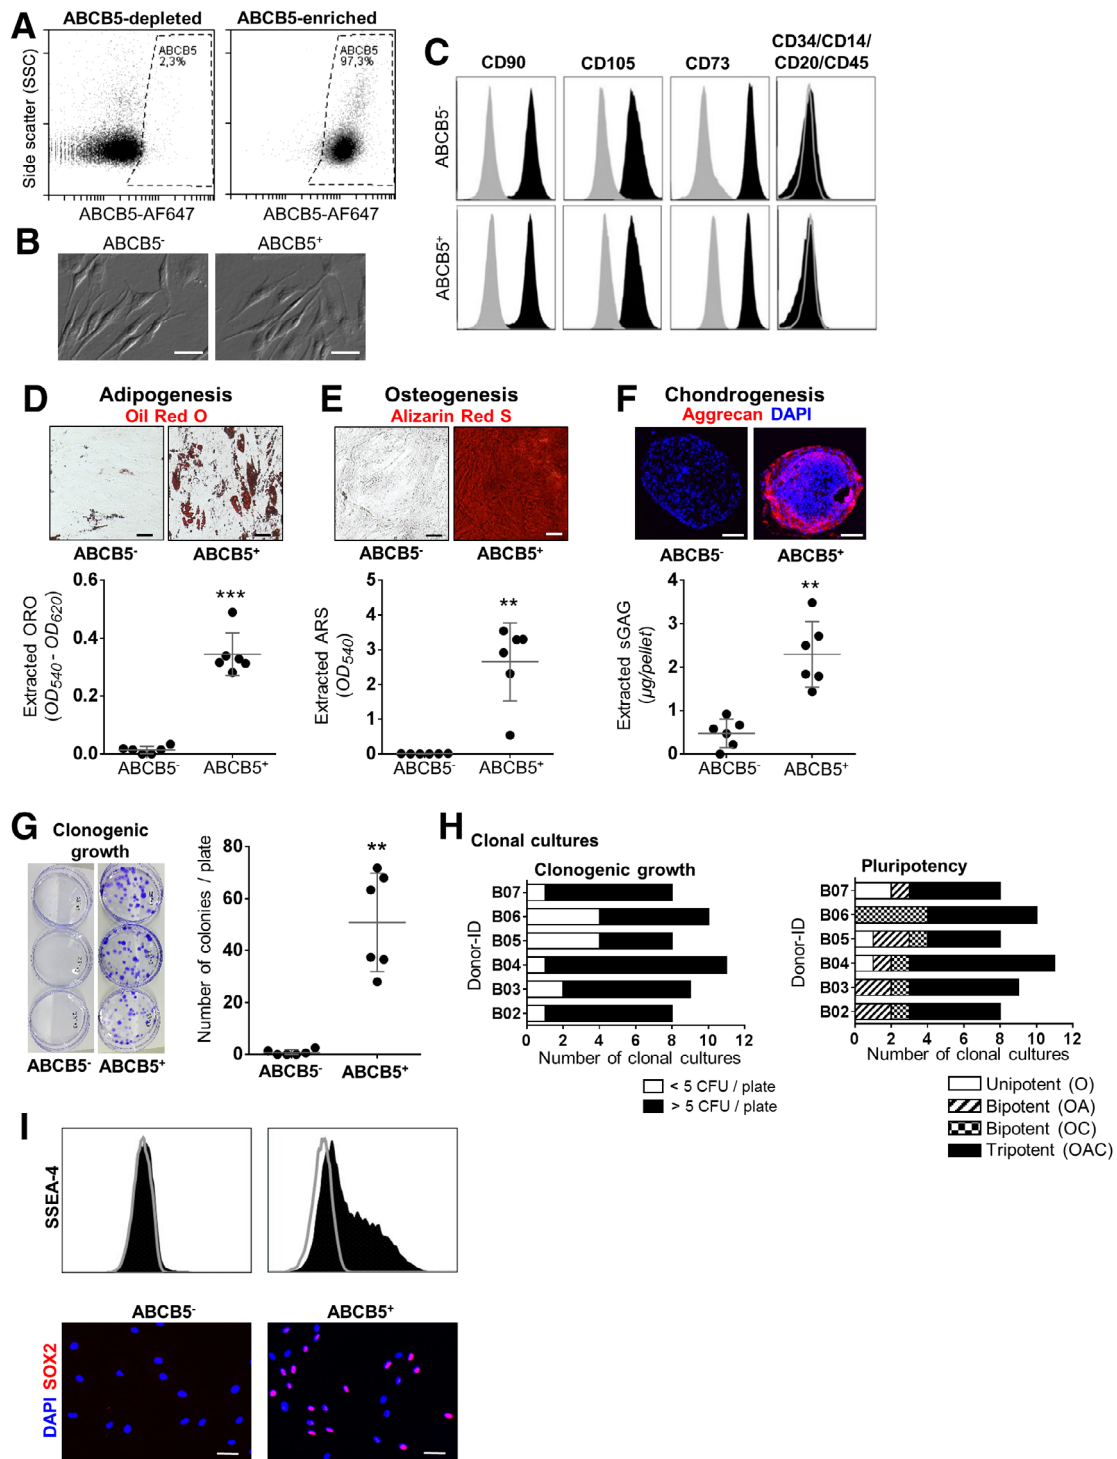 A
ABCB5-depleted
ABCB5-enriched
Side scatter (SSC)
ABCB5
2,3%
ABCB5
97,3%
ABCB5-AF647
ABCB5-AF647
B
ABCB5-
ABCB5+
C
CD90
CD105
CD73
CD34/CD14/
CD20/CD45
ABCB5-
ABCB5+
D
Adipogenesis
Oil Red O
ABCB5-
ABCB5+
Extracted ORO
(OD540 - OD620)
0.6
0.4
0.2
0.0
***
ABCB5-
ABCB5+
E
Osteogenesis
Alizarin Red S
ABCB5-
ABCB5+
Extracted ARS
(OD540)
5
4
3
2
1
0
**
ABCB5-
ABCB5+
F
Chondrogenesis
Aggrecan DAPI
ABCB5-
ABCB5+
Extracted sGAG
(µg/pellet)
4
3
2
1
0
**
ABCB5-
ABCB5+
G
Clonogenic
growth
ABCB5-
ABCB5+
Number of colonies / plate
80
60
40
20
0
**
ABCB5-
ABCB5+
H
Clonal cultures
Clonogenic growth
Donor-ID
B07
B06
B05
B04
B03
B02
0 2 4 6 8 10 12
Number of clonal cultures
< 5 CFU / plate
> 5 CFU / plate
Pluripotency
Donor-ID
B07
B06
B05
B04
B03
B02
0 2 4 6 8 10 12
Number of clonal cultures
Unipotent (O)
Bipotent (OA)
Bipotent (OC)
Tripotent (OAC)
I
SSEA-4
ABCB5-
ABCB5+
DAPI SOX2